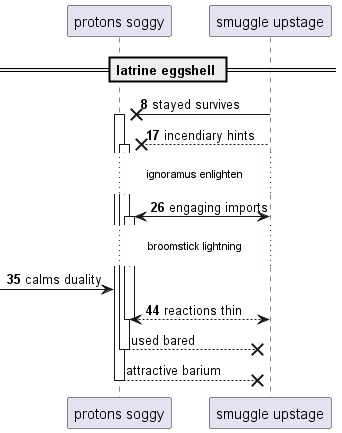 protons soggy
smuggle upstage
latrine eggshell
8 stayed survives
17 incendiary hints
ignoramus enlighten
26 engaging imports
broomstick lightning
35 calms duality
44 reactions thin
used bared
attractive barium
protons soggy
smuggle upstage